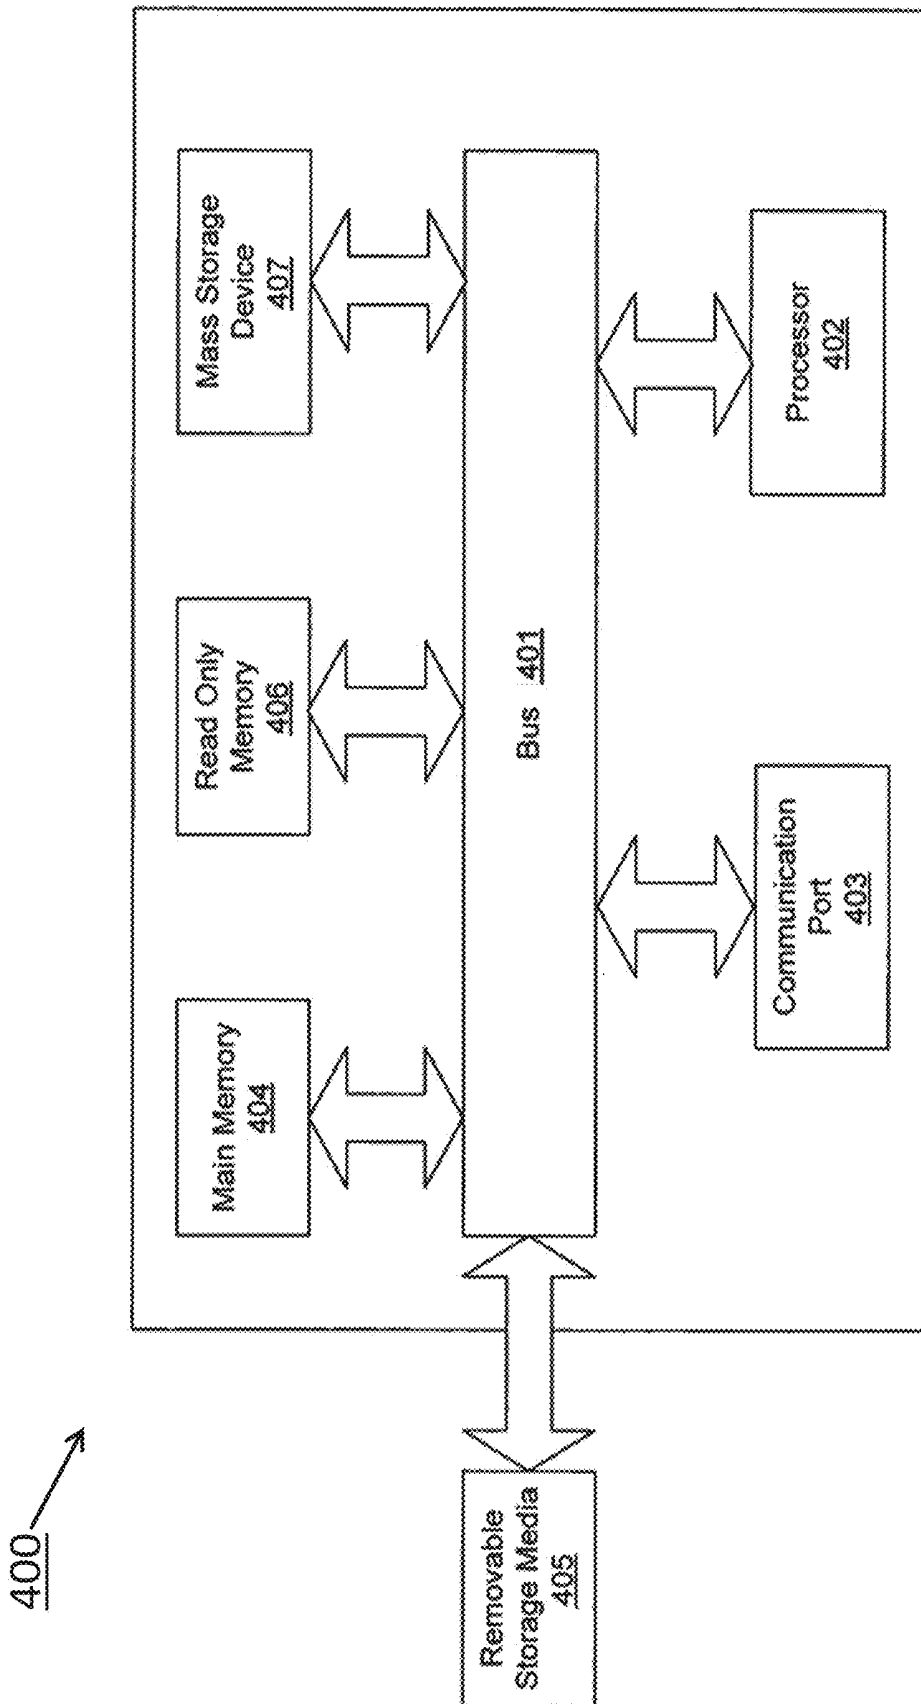 400
Main Memory
404
Read Only
Memory
406
Mass Storage
Device
407
Removable
Storage Media
405
Bus 401
Communication
Port
403
Processor
402